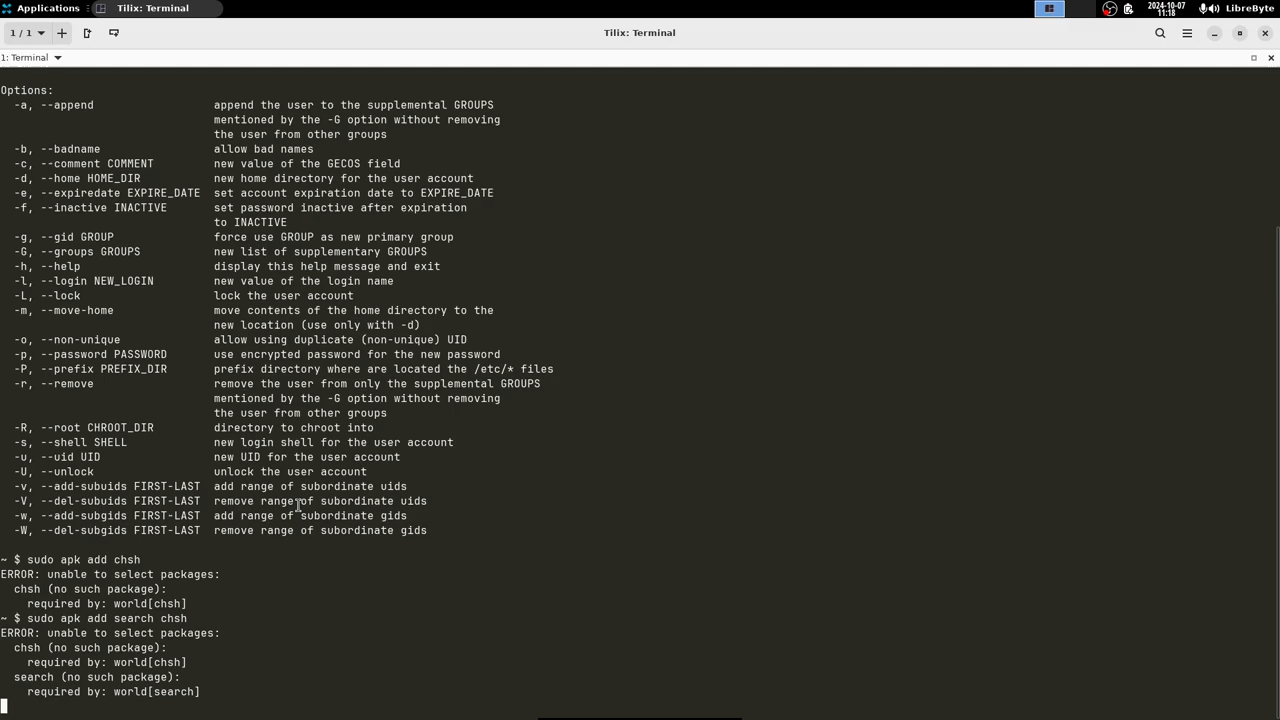 Applications Tilix: Terminal 2024-10-07 LibreByte
11:18
1 / 1 Tilix: Terminal
1: Terminal
Options:
  -a, --append                  append the user to the supplemental GROUPS
                                mentioned by the -G option without removing
                                the user from other groups
  -b, --badname                 allow bad names
  -c, --comment COMMENT         new value of the GECOS field
  -d, --home HOME_DIR           new home directory for the user account
  -e, --expiredate EXPIRE_DATE  set account expiration date to EXPIRE_DATE
  -f, --inactive INACTIVE       set password inactive after expiration
                                to INACTIVE
  -g, --gid GROUP               force use GROUP as new primary group
  -G, --groups GROUPS           new list of supplementary GROUPS
  -h, --help                    display this help message and exit
  -l, --login NEW_LOGIN         new value of the login name
  -L, --lock                    lock the user account
  -m, --move-home               move contents of the home directory to the
                                new location (use only with -d)
  -o, --non-unique              allow using duplicate (non-unique) UID
  -p, --password PASSWORD       use encrypted password for the new password
  -P, --prefix PREFIX_DIR       prefix directory where are located the /etc/* files
  -r, --remove                  remove the user from only the supplemental GROUPS
                                mentioned by the -G option without removing
                                the user from other groups
  -R, --root CHROOT_DIR         directory to chroot into
  -s, --shell SHELL             new login shell for the user account
  -u, --uid UID                 new UID for the user account
  -U, --unlock                  unlock the user account
  -v, --add-subuids FIRST-LAST  add range of subordinate uids
  -V, --del-subuids FIRST-LAST  remove range of subordinate uids
  -w, --add-subgids FIRST-LAST  add range of subordinate gids
  -W, --del-subgids FIRST-LAST  remove range of subordinate gids
~ $ sudo apk add chsh
ERROR: unable to select packages:
  chsh (no such package):
    required by: world[chsh]
~ $ sudo apk add search chsh
ERROR: unable to select packages:
  chsh (no such package):
    required by: world[chsh]
  search (no such package):
    required by: world[search]